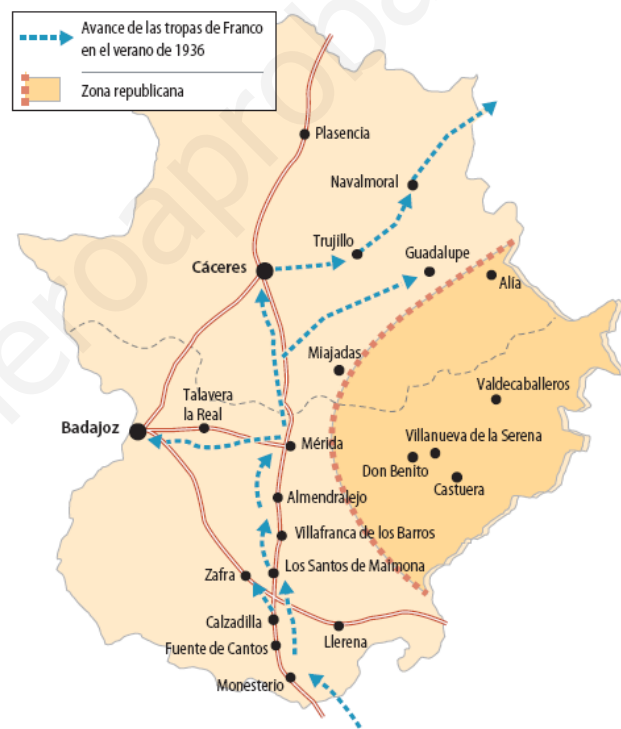 Avance de las tropas de Franco
en el verano de 1936
Zona republicana
Plasencia
Navalmoral
Trujillo
Guadalupe
Cáceres
Alía
Miajadas
Valdecaballeros
Talavera
la Real
Badajoz
Mérida
Villanueva de la Serena
Don Benito
Castuera
Almendralejo
Villafranca de los Barros
Los Santos de Maimona
Zafra
Calzadilla
Llerena
Fuente de Cantos
Monesterio